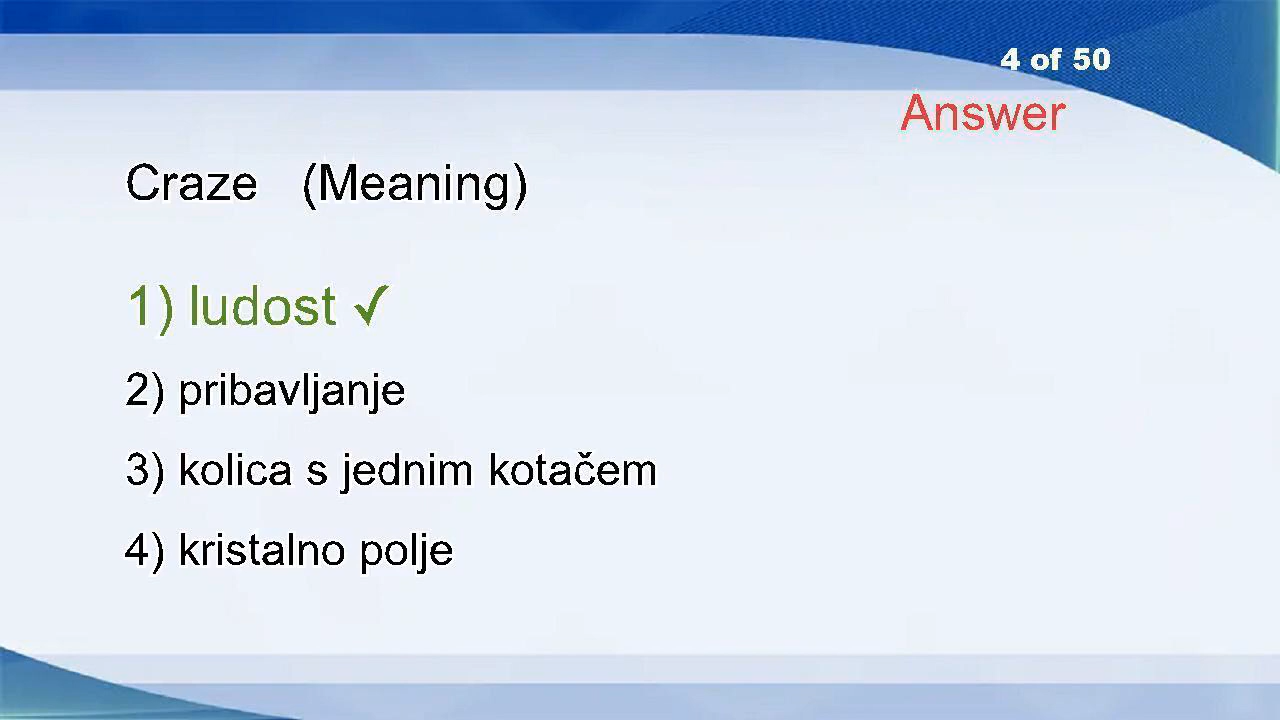 4 of 50
Answer
Craze (Meaning)
1) ludost ✓
2) pribavljanje
3) kolica s jednim kotačem
4) kristalno polje